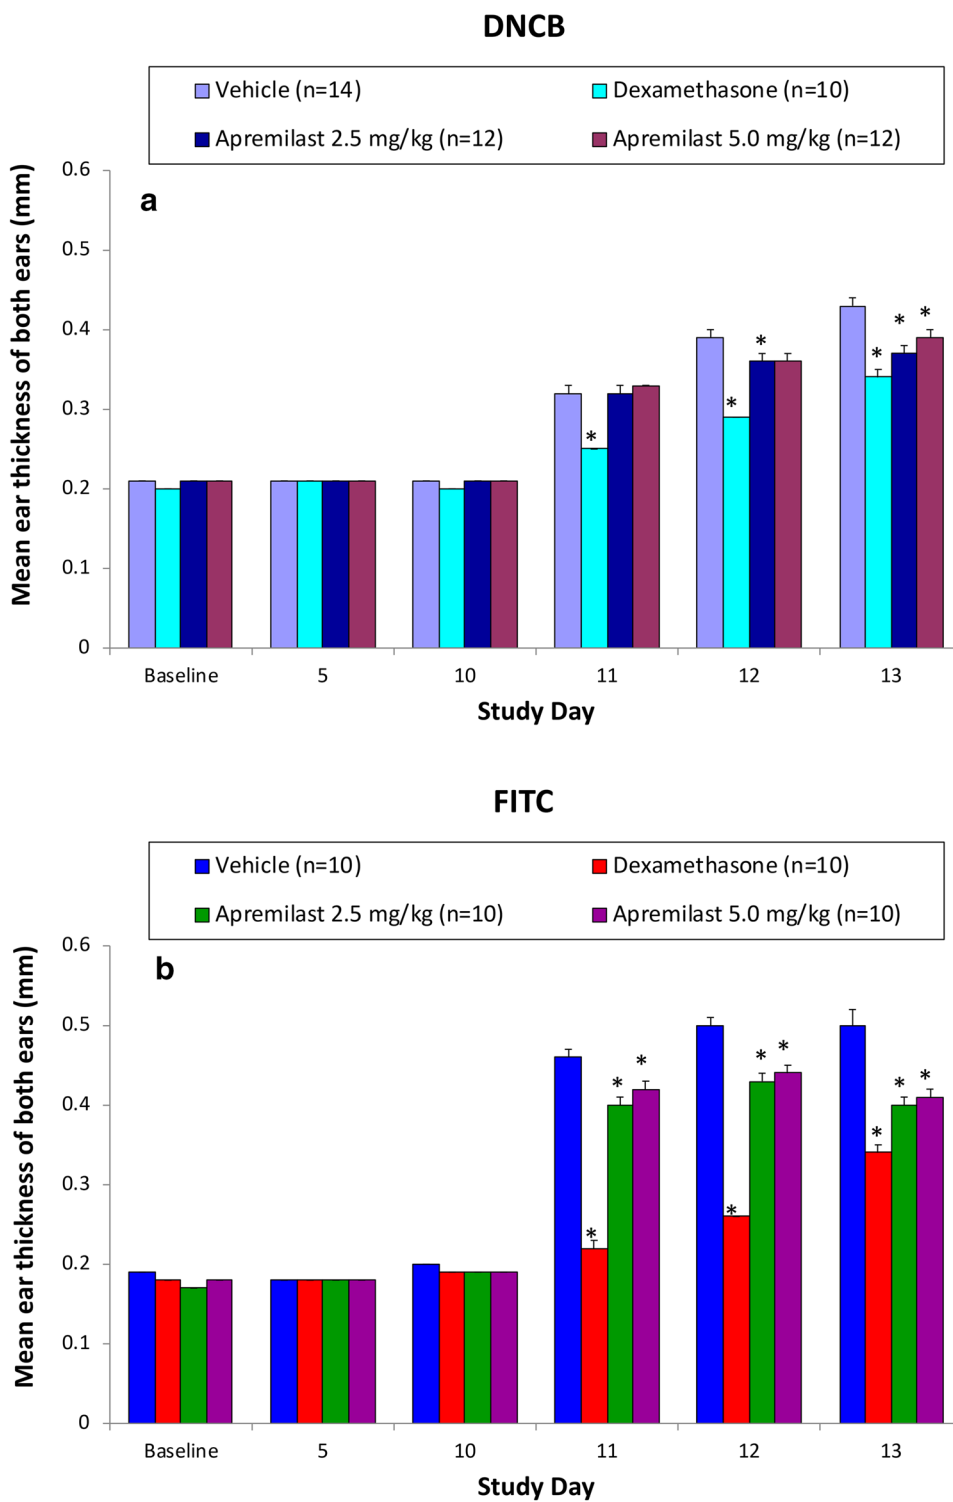 DNCB
Vehicle (n=14) Dexamethasone (n=10)
Apremilast 2.5 mg/kg (n=12) Apremilast 5.0 mg/kg (n=12)
Mean ear thickness of both ears (mm)
a
0.6
0.5
0.4
0.3
0.2
0.1
0
* * * * * *
Baseline 5 10 11 12 13
Study Day
FITC
Vehicle (n=10) Dexamethasone (n=10)
Apremilast 2.5 mg/kg (n=10) Apremilast 5.0 mg/kg (n=10)
Mean ear thickness of both ears (mm)
b
0.6
0.5
0.4
0.3
0.2
0.1
0
* * * * * * * * *
Baseline 5 10 11 12 13
Study Day